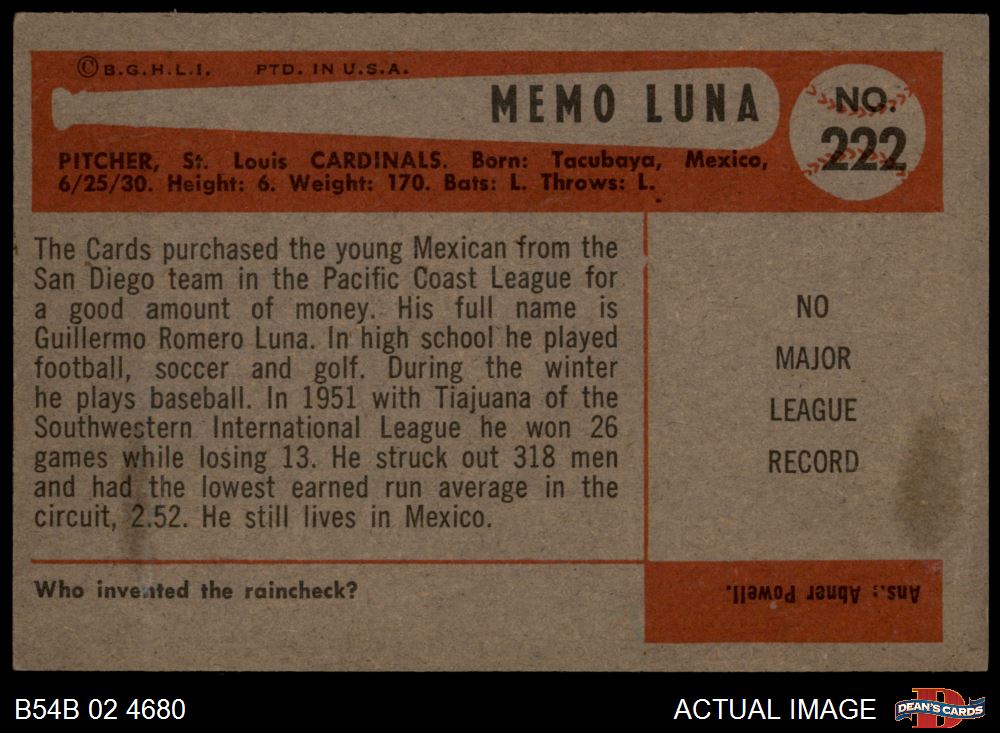 © B.G.H.L.I. PTD. IN U.S.A.
MEMO LUNA
NO.
222
PITCHER, St. Louis CARDINALS. Born: Tacubaya, Mexico,
6/25/30. Height: 6. Weight: 170. Bats: L. Throws: L.
The Cards purchased the young Mexican from the
San Diego team in the Pacific Coast League for
a good amount of money. His full name is
Guillermo Romero Luna. In high school he played
football, soccer and golf. During the winter
he plays baseball. In 1951 with Tiajuana of the
Southwestern International League he won 26
games while losing 13. He struck out 318 men
and had the lowest earned run average in the
circuit, 2.52. He still lives in Mexico.
NO
MAJOR
LEAGUE
RECORD
Who invented the raincheck?
Ans.: Abner Powell.
B54B 02 4680
ACTUAL IMAGE
D
DEAN'S CARDS